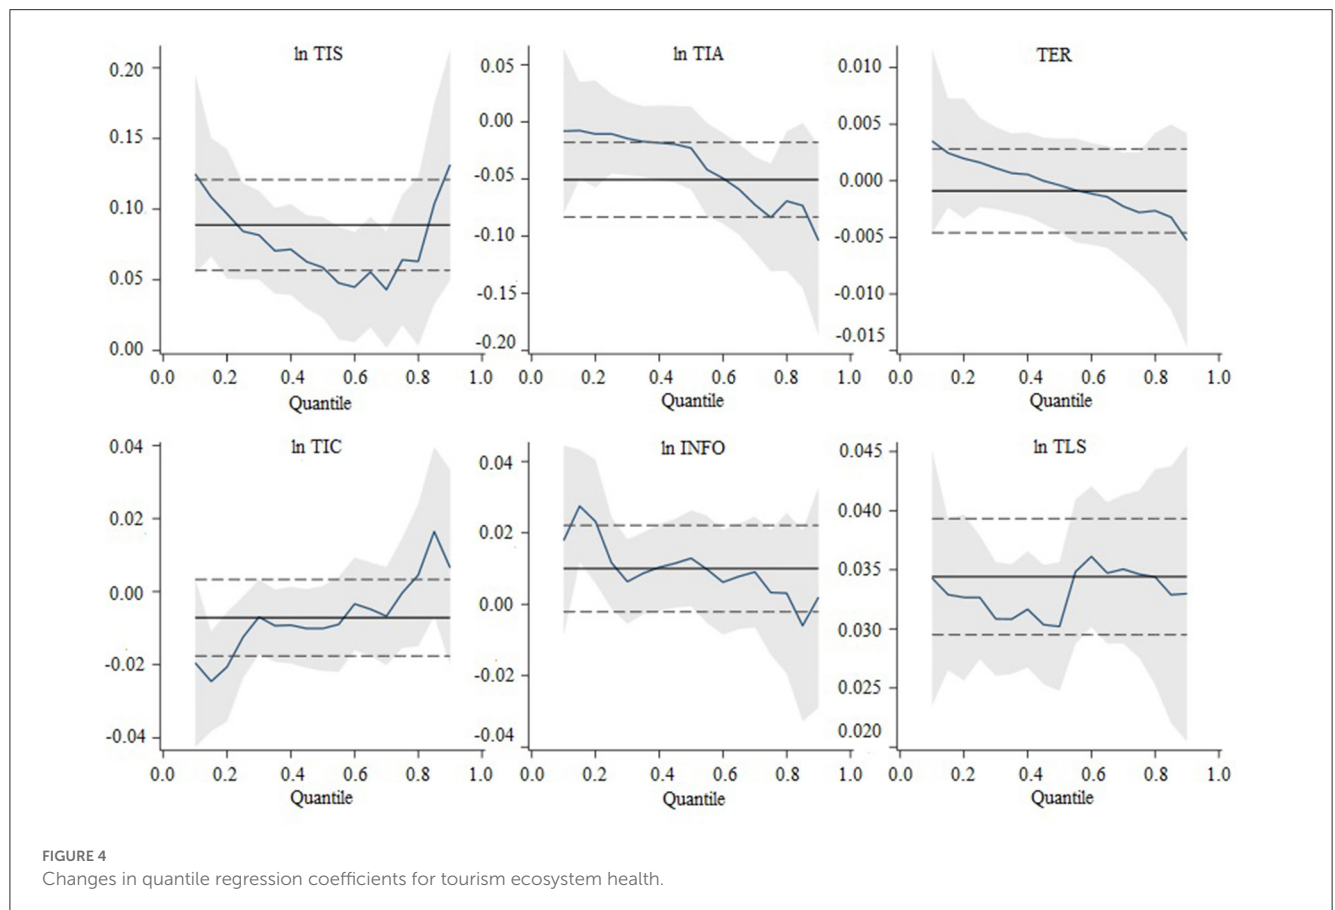 ln TIS
0.20
0.15
0.10
0.05
0.00
0.0 0.2 0.4 0.6 0.8 1.0
Quantile
ln TIA
0.05
0.00
-0.05
-0.10
-0.15
-0.20
0.0 0.2 0.4 0.6 0.8 1.0
Quantile
TER
0.010
0.005
0.000
-0.005
-0.010
-0.015
0.0 0.2 0.4 0.6 0.8 1.0
Quantile
ln TIC
0.04
0.02
0.00
-0.02
-0.04
0.0 0.2 0.4 0.6 0.8 1.0
Quantile
ln INFO
0.04
0.02
0.00
-0.02
-0.04
0.0 0.2 0.4 0.6 0.8 1.0
Quantile
ln TLS
0.045
0.040
0.035
0.030
0.025
0.020
0.0 0.2 0.4 0.6 0.8 1.0
Quantile
FIGURE 4
Changes in quantile regression coefficients for tourism ecosystem health.